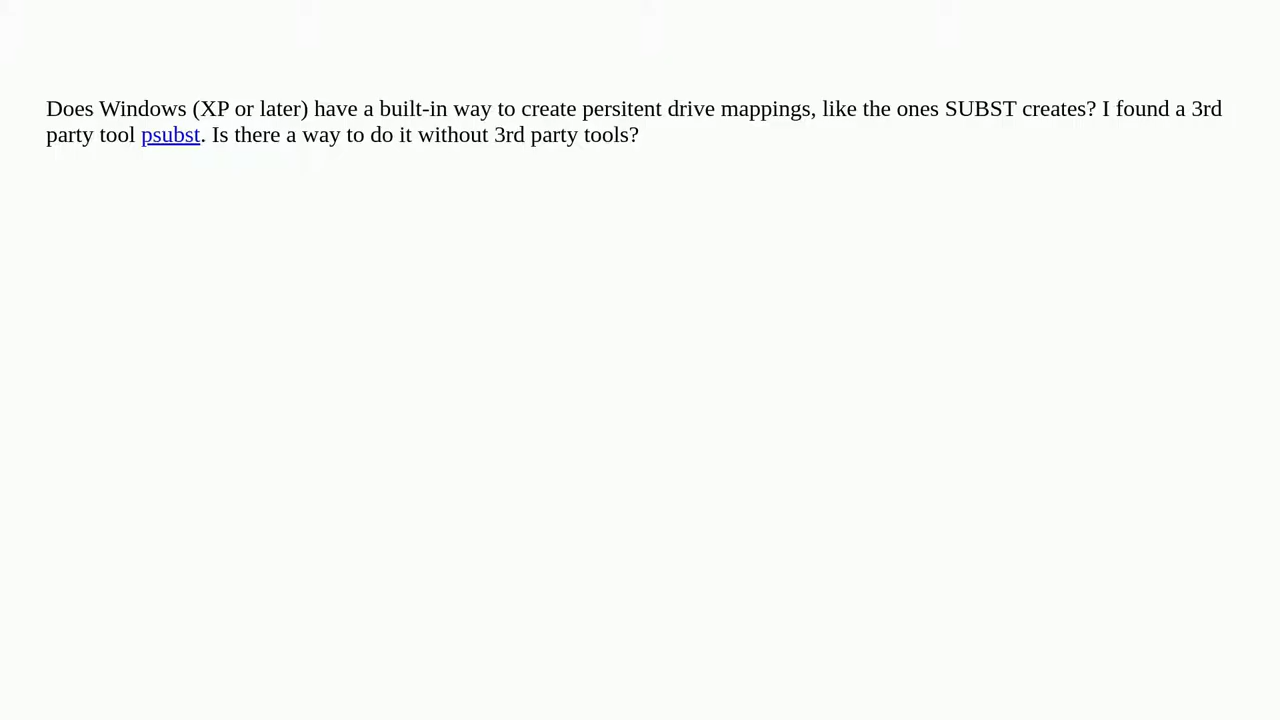 Does Windows (XP or later) have a built-in way to create persitent drive mappings, like the ones SUBST creates? I found a 3rd
party tool psubst. Is there a way to do it without 3rd party tools?